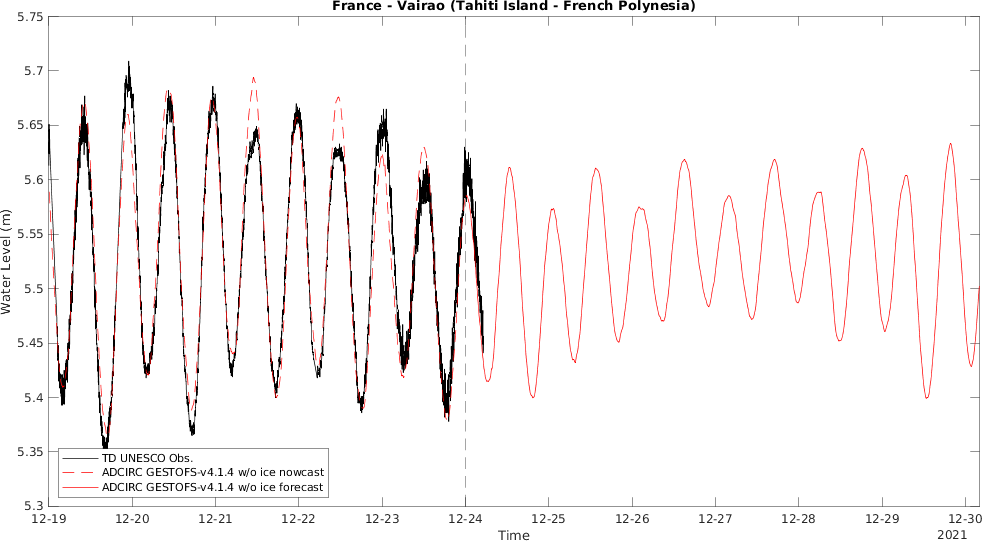 France - Vairao (Tahiti Island - French Polynesia)
5.75
5.7
5.65
5.6
5.55
5.5
5.45
5.4
5.35
5.3
Water Level (m)
TD UNESCO Obs.
ADCIRC GESTOFS-v4.1.4 w/o ice nowcast
ADCIRC GESTOFS-v4.1.4 w/o ice forecast
12-19 12-20 12-21 12-22 12-23 12-24 12-25 12-26 12-27 12-28 12-29 12-30
Time
2021